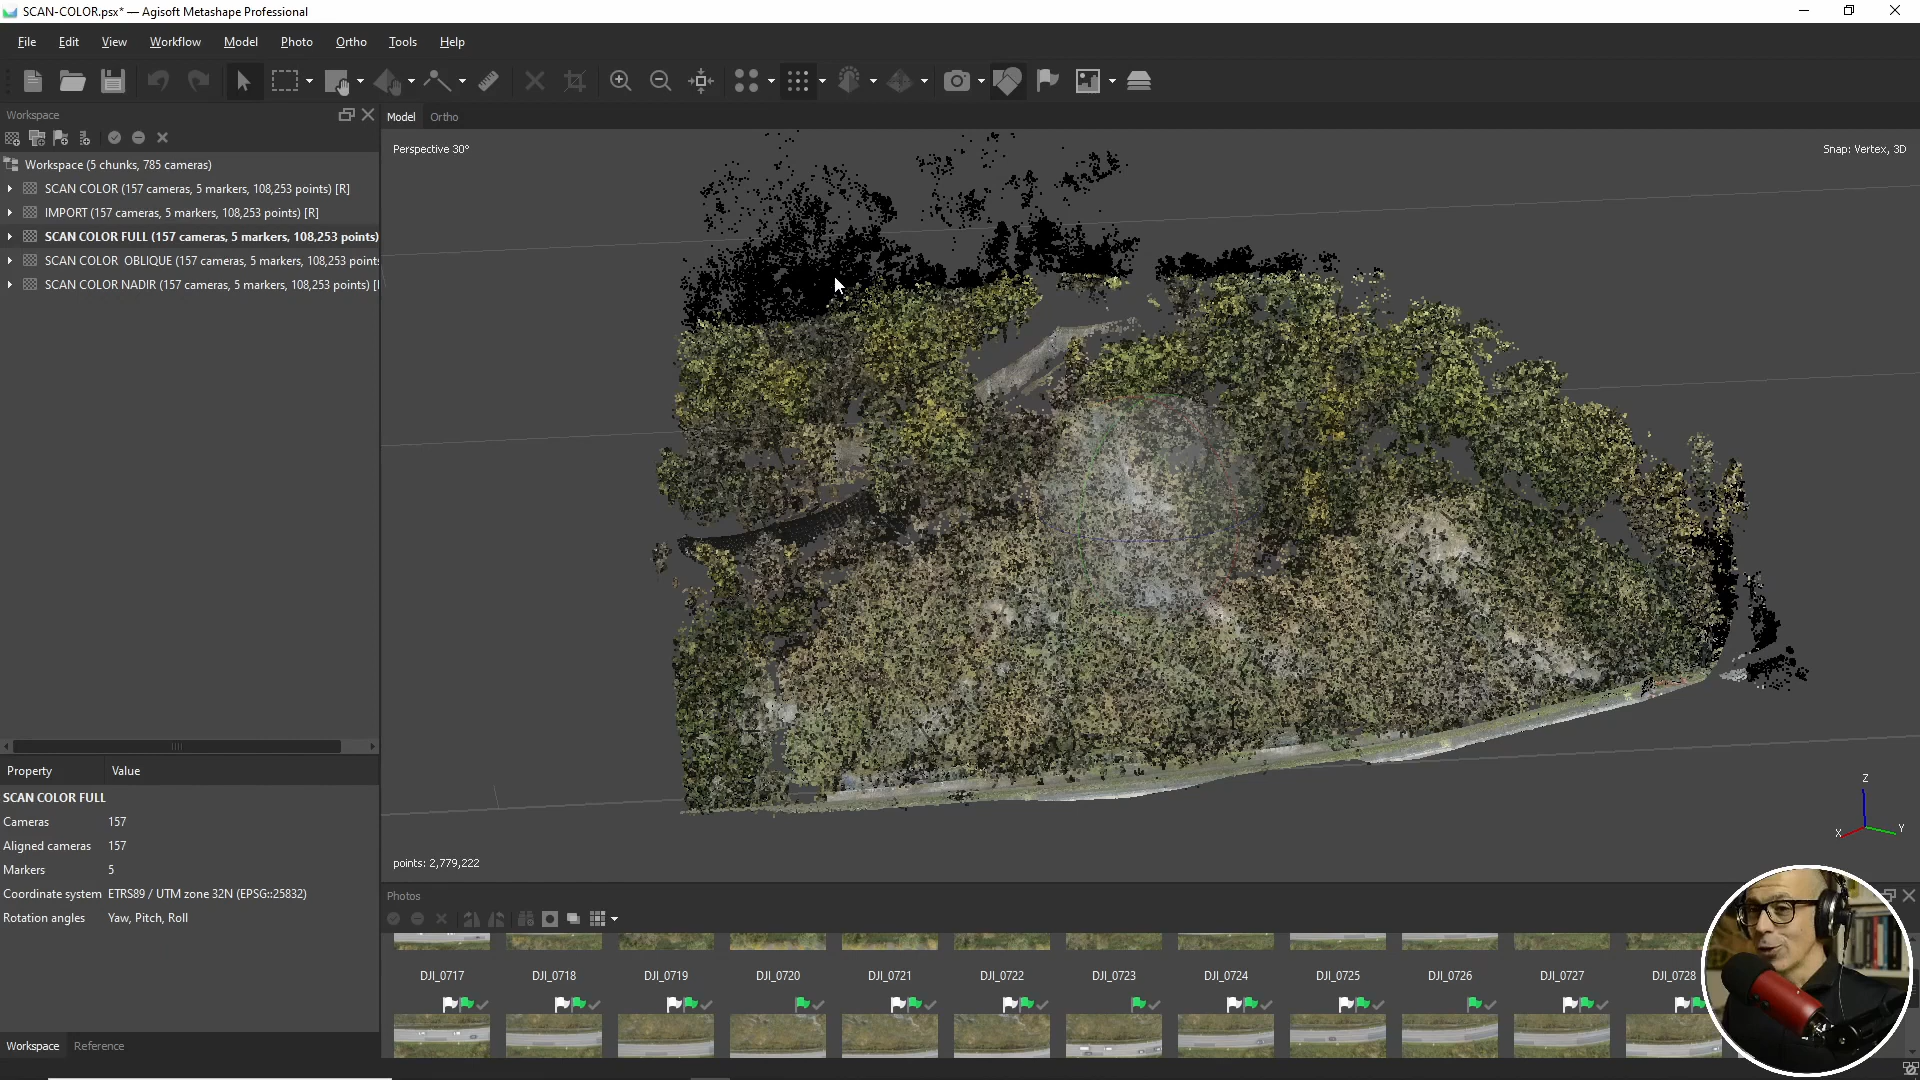 SCAN-COLOR.psx* — Agisoft Metashape Professional
File Edit View Workflow Model Photo Ortho Tools Help
Workspace
Model Ortho
Perspective 30°
Snap: Vertex, 3D
Workspace (5 chunks, 785 cameras)
SCAN COLOR (157 cameras, 5 markers, 108,253 points) [R]
IMPORT (157 cameras, 5 markers, 108,253 points) [R]
SCAN COLOR FULL (157 cameras, 5 markers, 108,253 points)
SCAN COLOR  OBLIQUE (157 cameras, 5 markers, 108,253 points
SCAN COLOR NADIR (157 cameras, 5 markers, 108,253 points) [
Property Value
SCAN COLOR FULL
Cameras 157
Aligned cameras 157
Markers 5
Coordinate system ETRS89 / UTM zone 32N (EPSG::25832)
Rotation angles Yaw, Pitch, Roll
Z
X
Y
points: 2,779,222
Photos
DJI_0717 DJI_0718 DJI_0719 DJI_0720 DJI_0721 DJI_0722 DJI_0723 DJI_0724 DJI_0725 DJI_0726 DJI_0727 DJI_0728
Workspace Reference